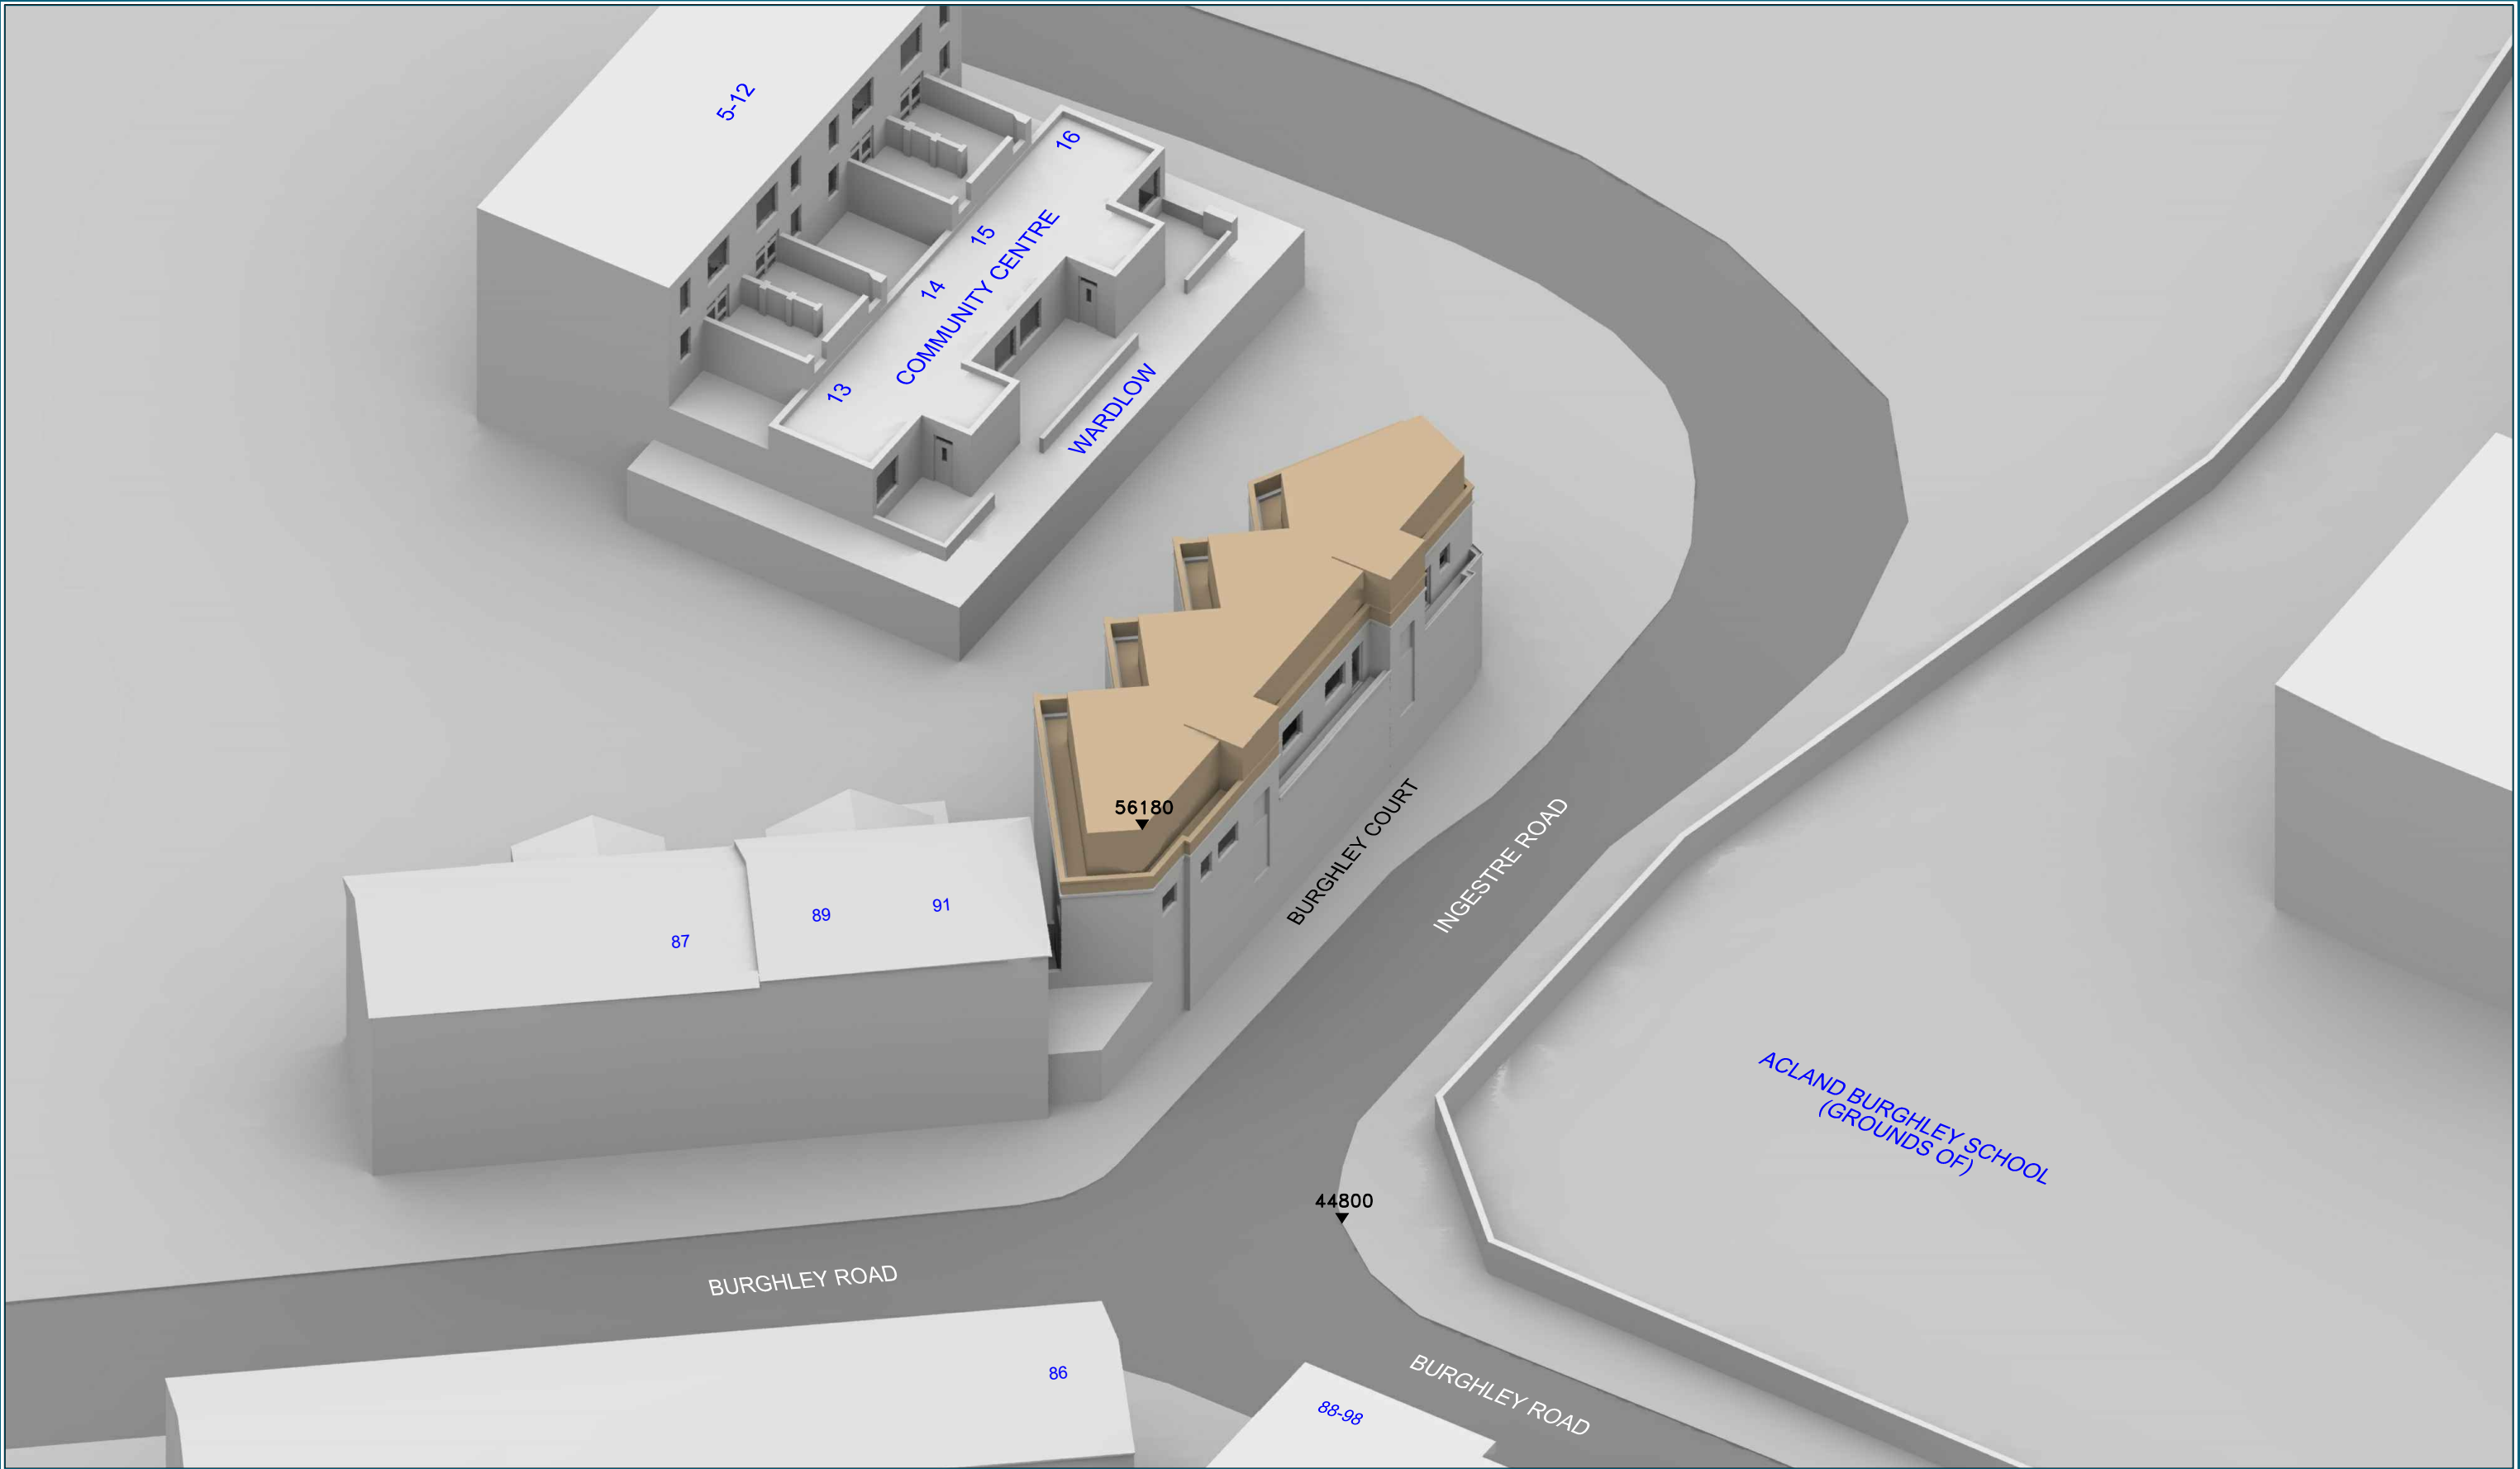 5-12
16
15
14
COMMUNITY CENTRE
13
WARDLOW
56180
BURGHLEY COURT
INGESTRE ROAD
91
89
87
ACLAND BURGHLEY SCHOOL
(GROUNDS OF)
44800
BURGHLEY ROAD
86
BURGHLEY ROAD
88-98